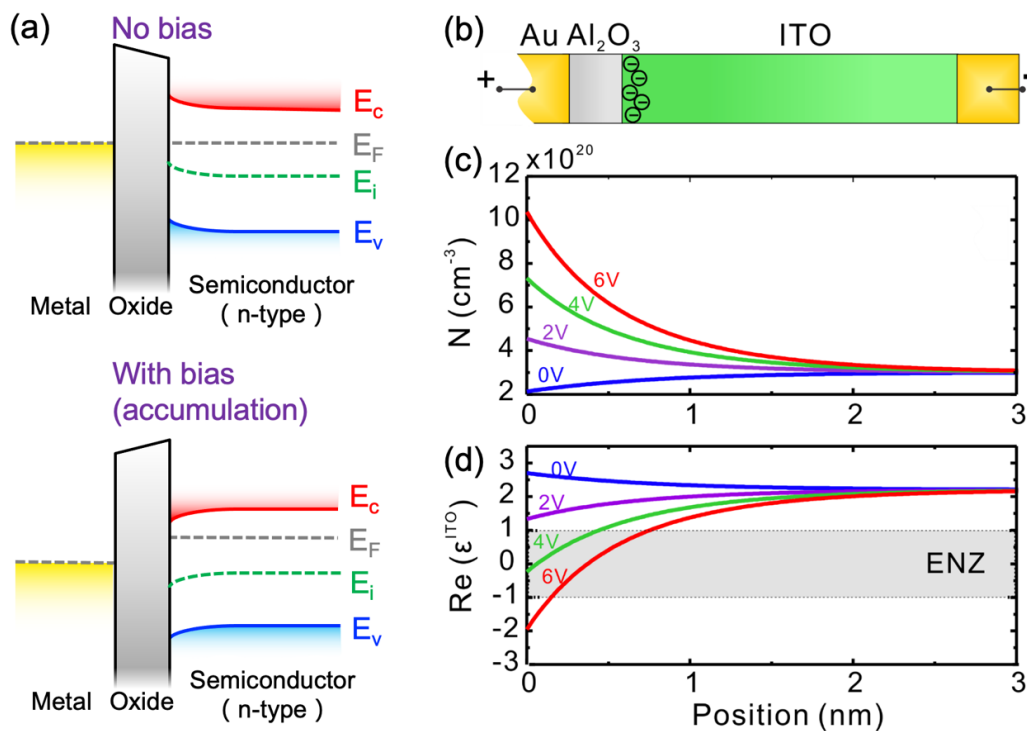 (a)
No bias
E_c
E_F
E_i
E_v
Metal Oxide Semiconductor
( n-type )
With bias
(accumulation)
E_c
E_F
E_i
E_v
Metal Oxide Semiconductor
( n-type )
(b)
Au Al₂O₃ ITO
+ -
(c)
x10²⁰
12
10
8
6
4
2
N (cm⁻³)
6V
4V
2V
0V
0 1 2 3
(d)
3
2
1
0
-1
-2
-3
Re (ε^ITO)
0V
2V
4V
6V
ENZ
0 1 2 3
Position (nm)